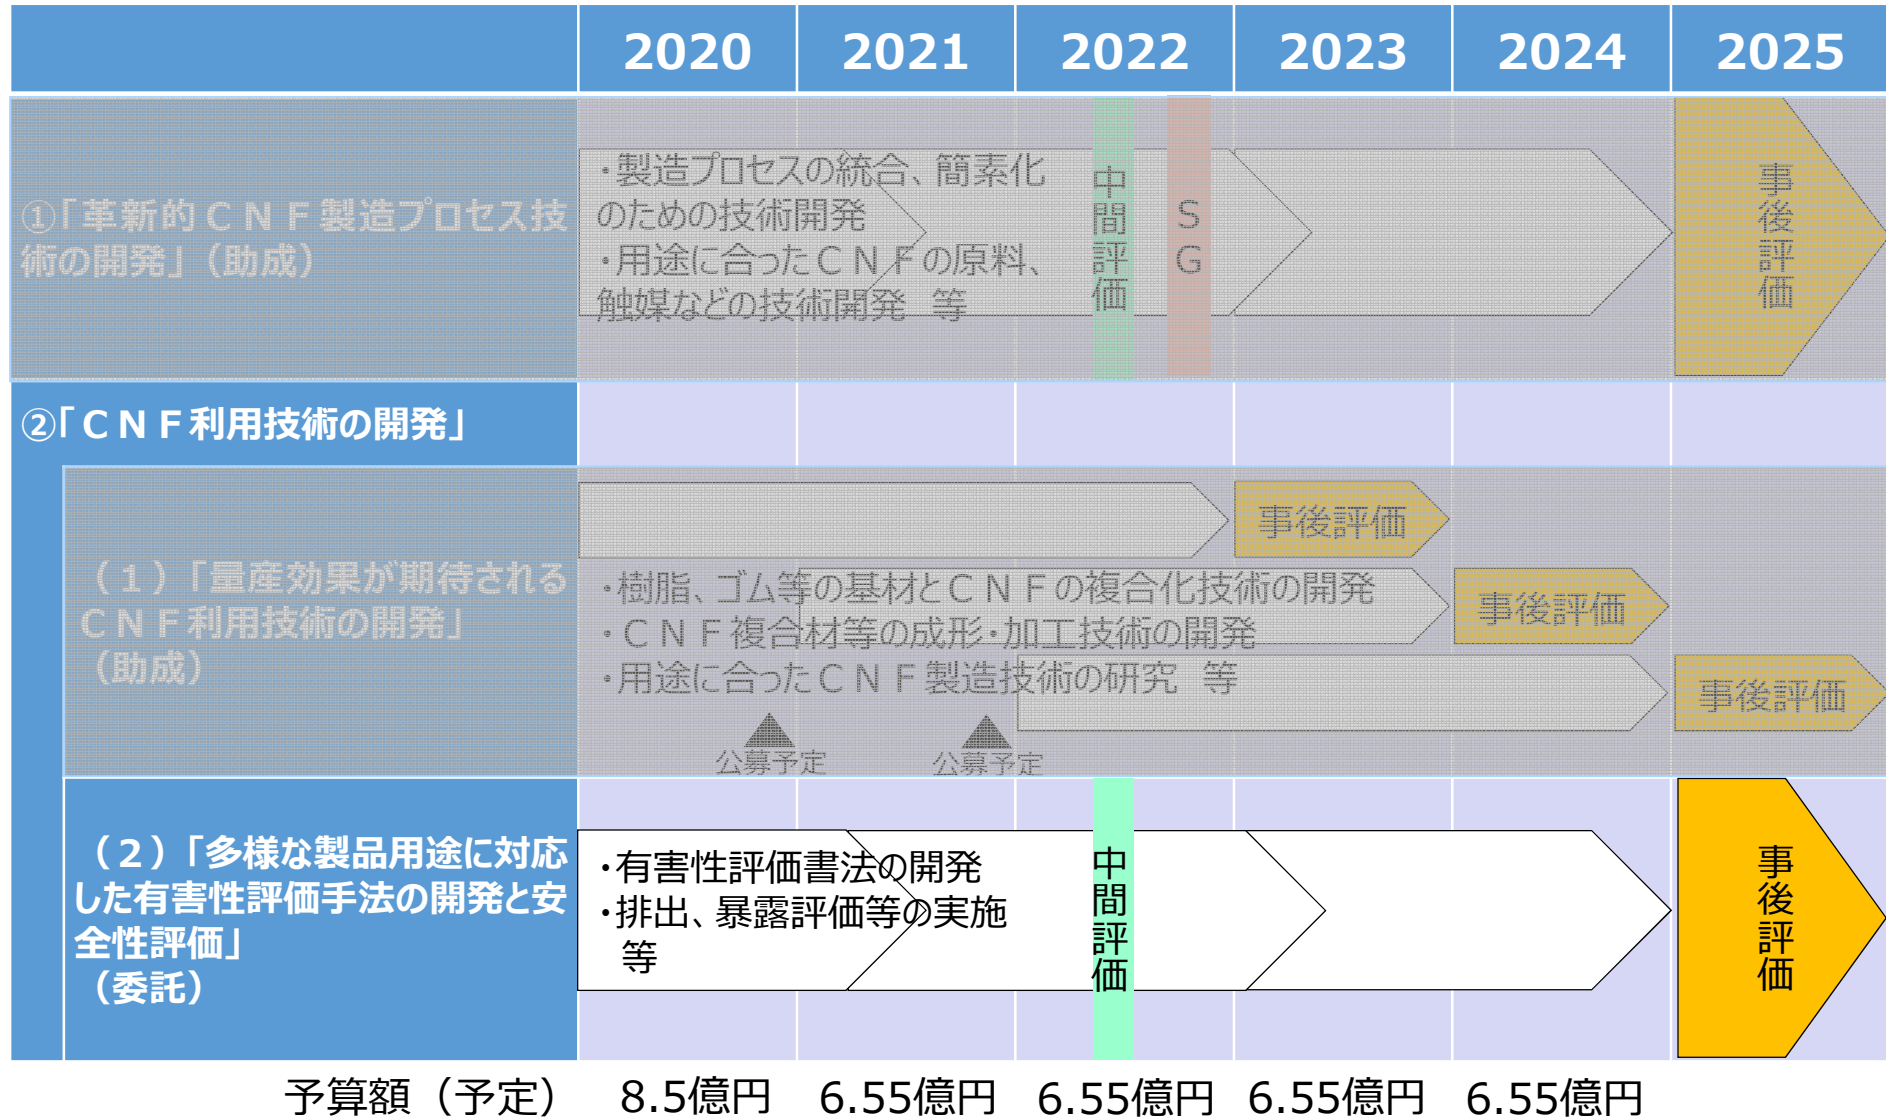 2020 2021 2022 2023 2024 2025
①「革新的ＣＮＦ製造プロセス技
術の開発」（助成）
・製造プロセスの統合、簡素化
のための技術開発
・用途に合ったＣＮＦの原料、
触媒などの技術開発　等
中間評価
ＳＧ
事後評価
②「ＣＮＦ利用技術の開発」
（１）「量産効果が期待される
ＣＮＦ利用技術の開発」
（助成）
事後評価
・樹脂、ゴム等の基材とＣＮＦの複合化技術の開発
・ＣＮＦ複合材等の成形・加工技術の開発
・用途に合ったＣＮＦ製造技術の研究　等
事後評価
事後評価
公募予定
公募予定
（２）「多様な製品用途に対応
した有害性評価手法の開発と安
全性評価」
（委託）
・有害性評価書法の開発
・排出、暴露評価等の実施
等
中間評価
事後評価
予算額（予定） 8.5億円 6.55億円 6.55億円 6.55億円 6.55億円